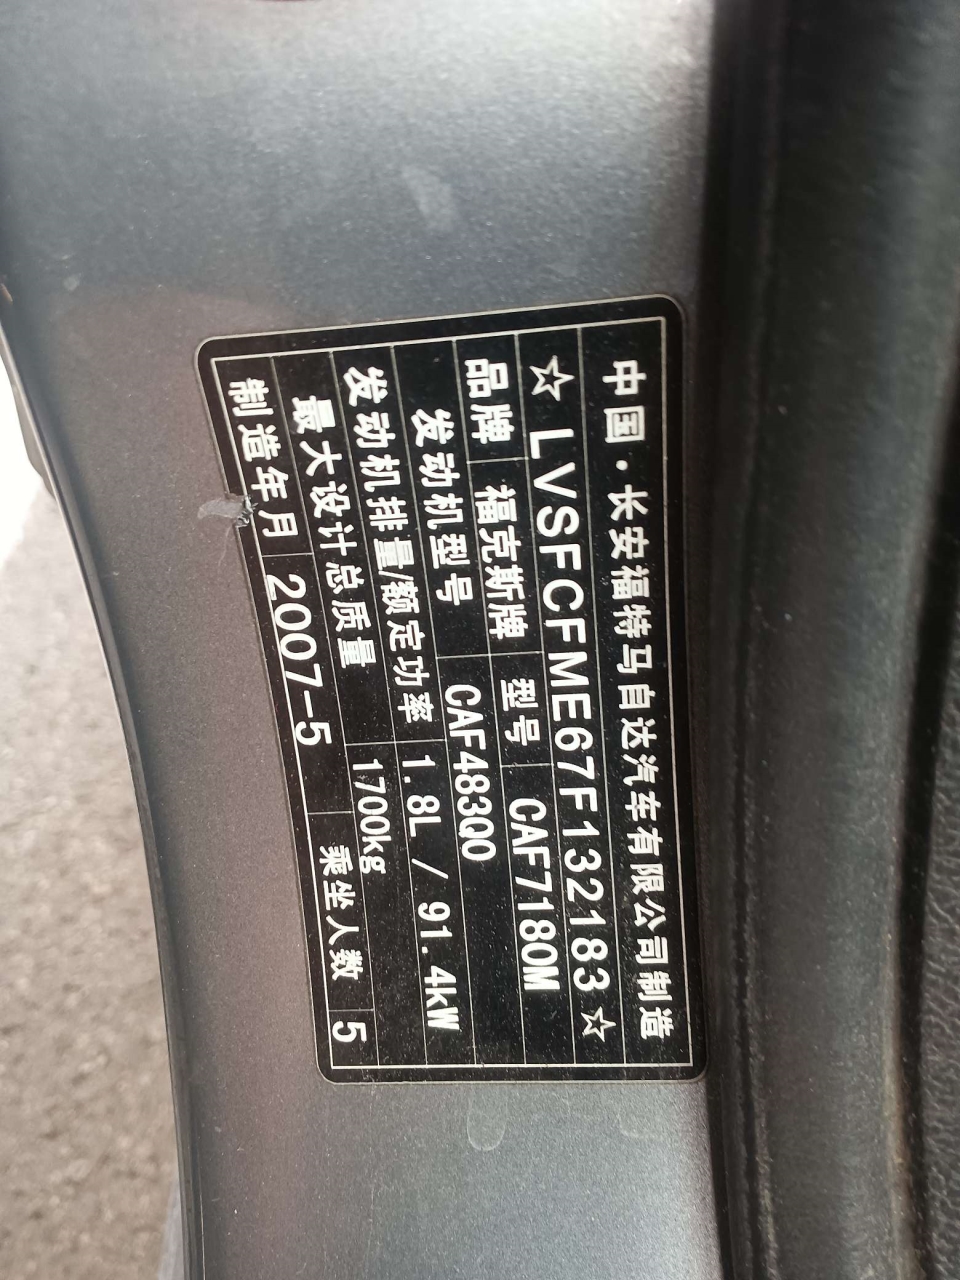 中国·长安福特马自达汽车有限公司制造
☆ LVSFCFME67F132183 ☆
品牌 福克斯牌 型号 CAF7180M
发动机型号 CAF483Q0
发动机排量/额定功率 1.8L / 91.4kW
最大设计总质量 1700kg
制造年月 2007-5 乘坐人数 5